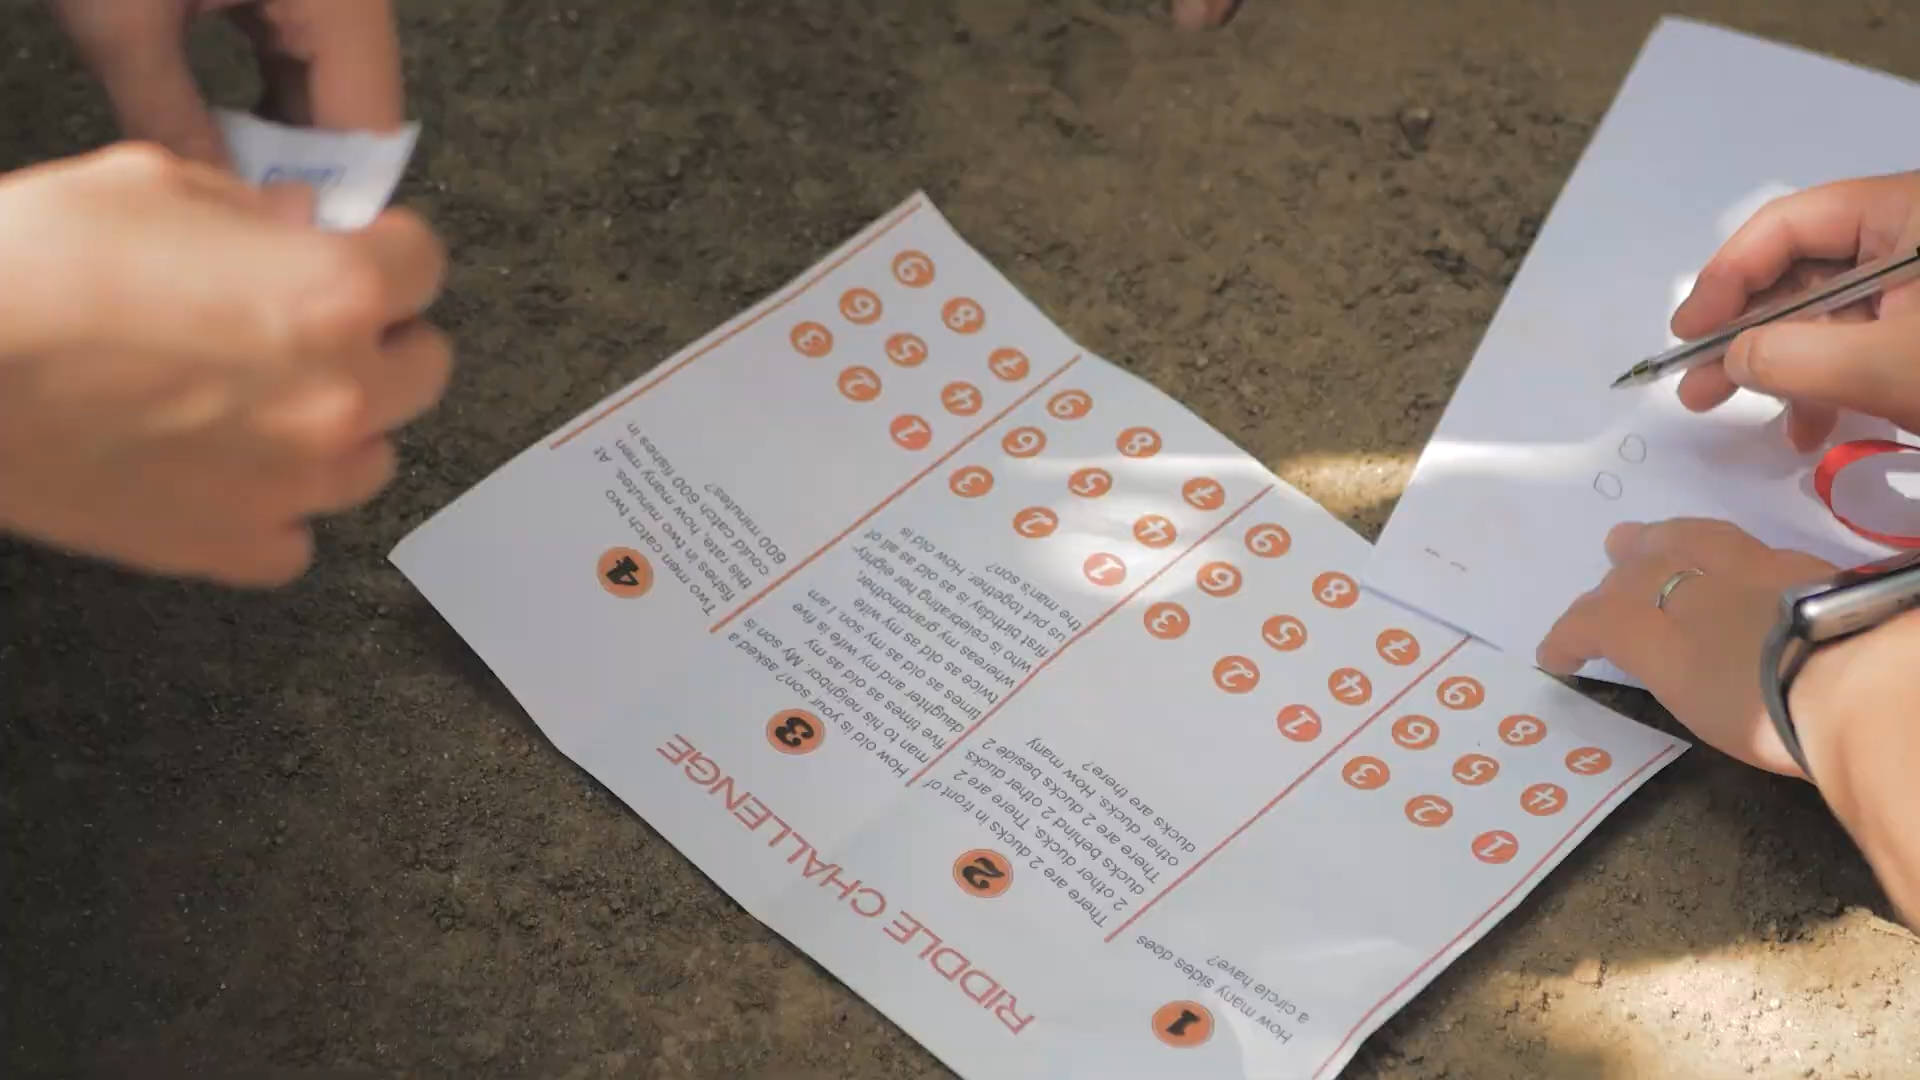 RIDDLE CHALLENGE
1
How many sides does
a circle have?
1 2 3
4 5 6
7 8 9
2
There are 2 ducks in front of
2 other ducks. There are 2
ducks behind 2 other ducks.
There are 2 ducks beside 2
other ducks. How many
ducks are there?
1 2 3
4 5 6
7 8 9
3
How old is your son? asked a
man to his neighbar. My son is
five times as old as my
daughter and my wife is five
times as old as my son. I am
twice as old as my wife
whereas my grandmother,
who is celebrating her eighty-
first birthday is as old as all of
us put together. How old is
the man's son?
1 2 3
4 5 6
7 8 9
4
Two men catch two
fishes in two minutes. At
this rate, how many men
could catch 600 fishes in
600 minutes?
1 2 3
4 5 6
7 8 9